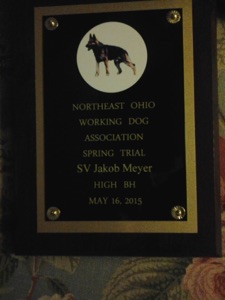 NORTHEAST OHIO
WORKING DOG
ASSOCIATION
SPRING TRIAL
SV Jakob Meyer
HIGH BH
MAY 16, 2015